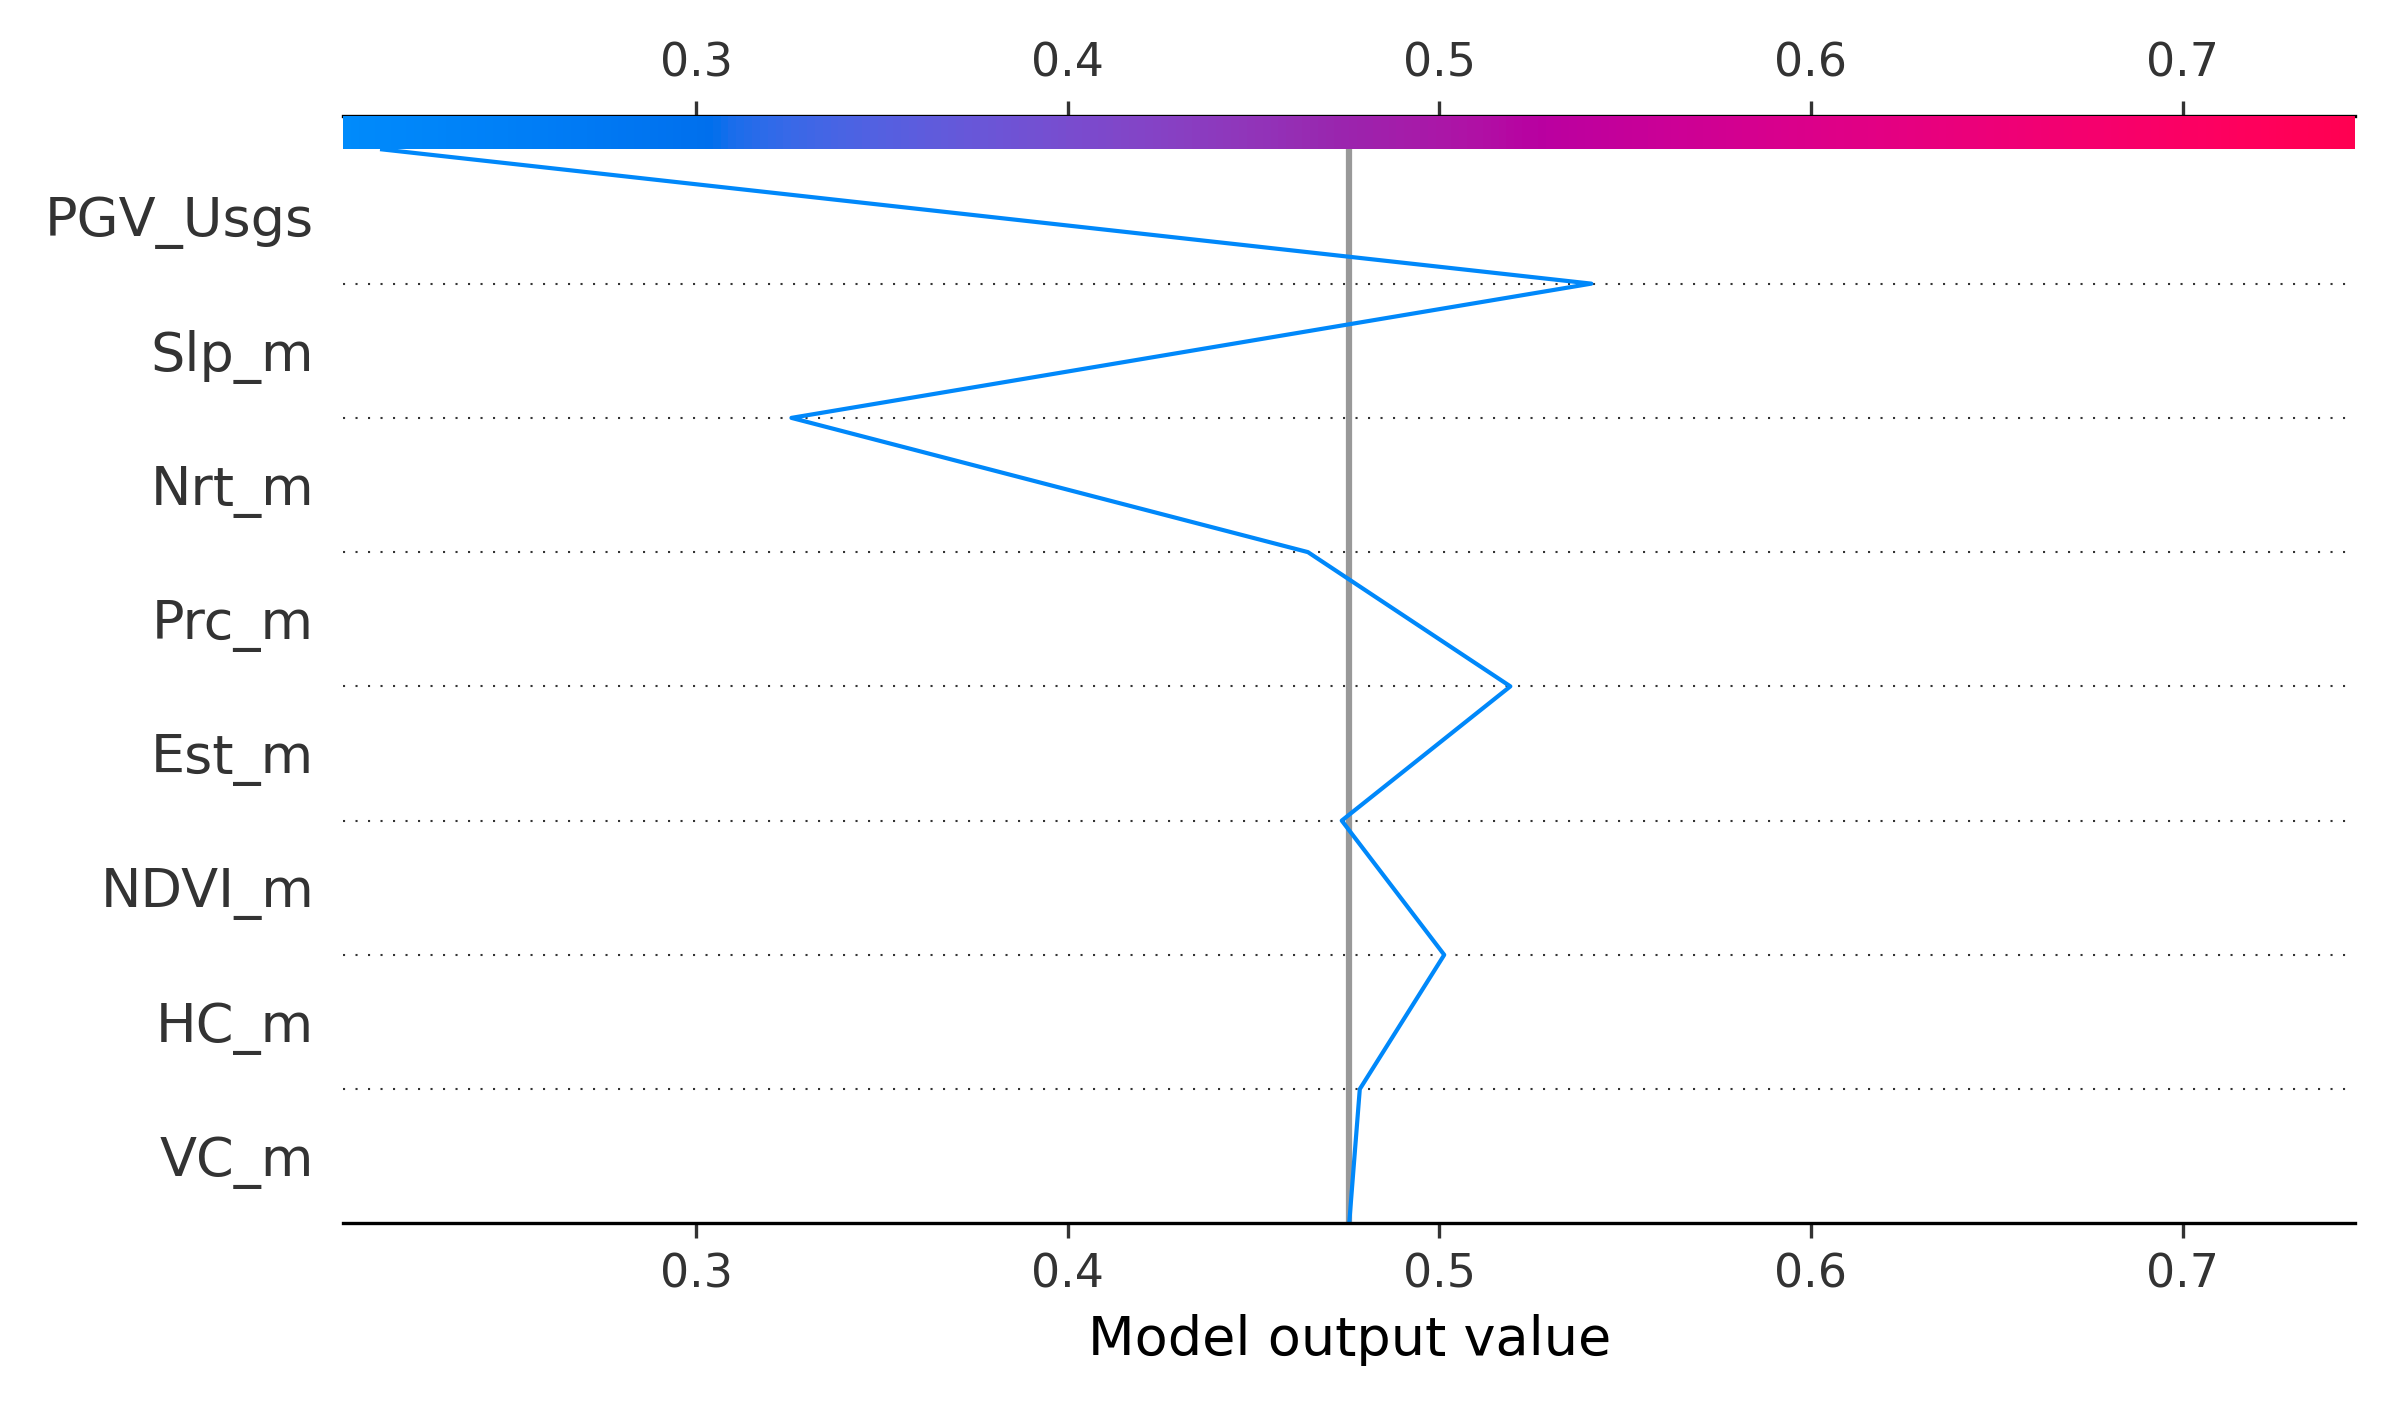 0.3 0.4 0.5 0.6 0.7
PGV_Usgs
Slp_m
Nrt_m
Prc_m
Est_m
NDVI_m
HC_m
VC_m
0.3 0.4 0.5 0.6 0.7
Model output value